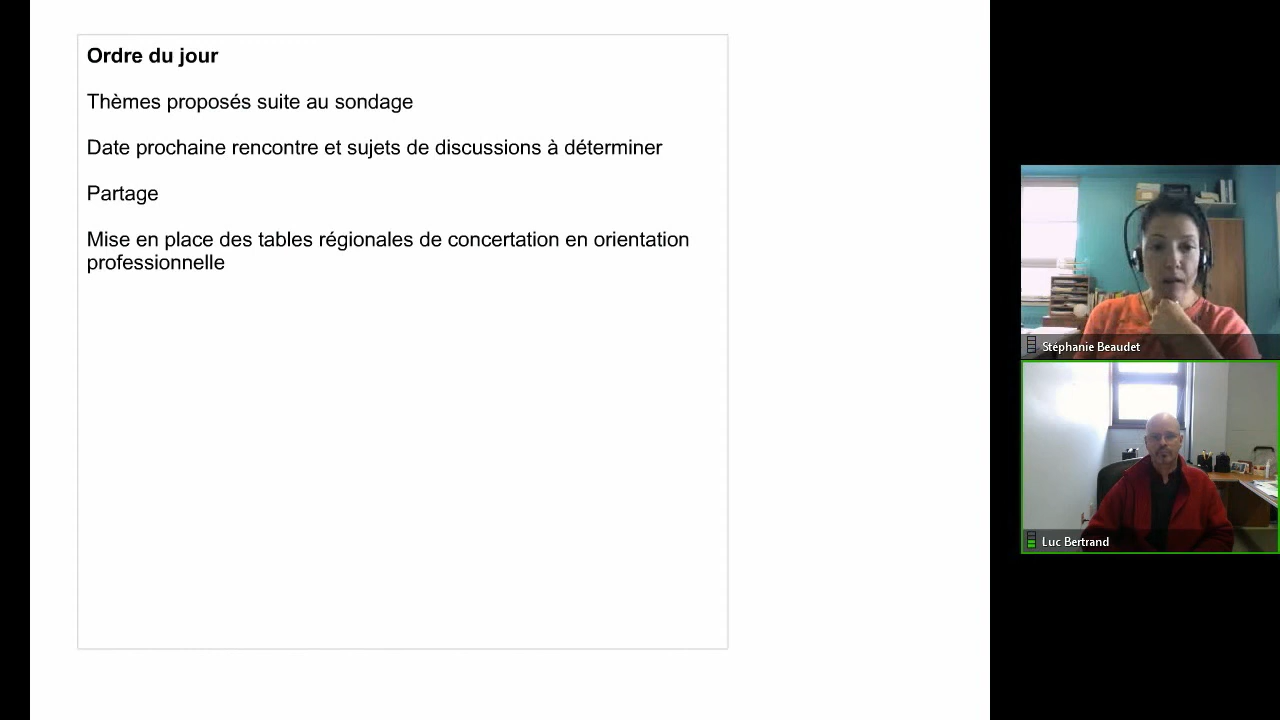 Ordre du jour
Thèmes proposés suite au sondage
Date prochaine rencontre et sujets de discussions à déterminer
Partage
Mise en place des tables régionales de concertation en orientation
professionnelle
Stéphanie Beaudet
Luc Bertrand